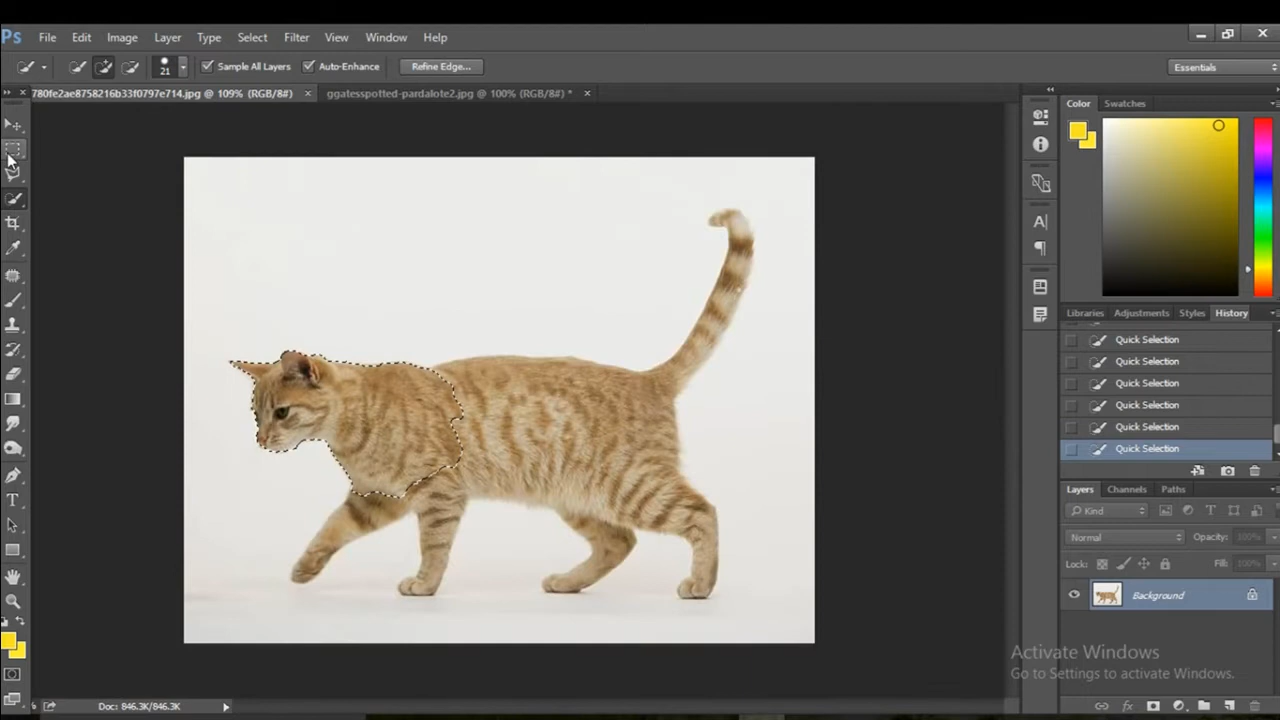 Ps File Edit Image Layer Type Select Filter View Window Help
21 Sample All Layers Auto-Enhance Refine Edge... Essentials
780fe2ae8758216b33f0797e714.jpg @ 109% (RGB/8#) × ggatesspotted-pardalote2.jpg @ 100% (RGB/8#) * ×
Color Swatches
Libraries Adjustments Styles History
Quick Selection
Quick Selection
Quick Selection
Quick Selection
Quick Selection
Quick Selection
Layers Channels Paths
Kind
Normal Opacity: 100%
Lock: Fill: 100%
Background
Activate Windows
Go to Settings to activate Windows.
% Doc: 846.3K/846.3K